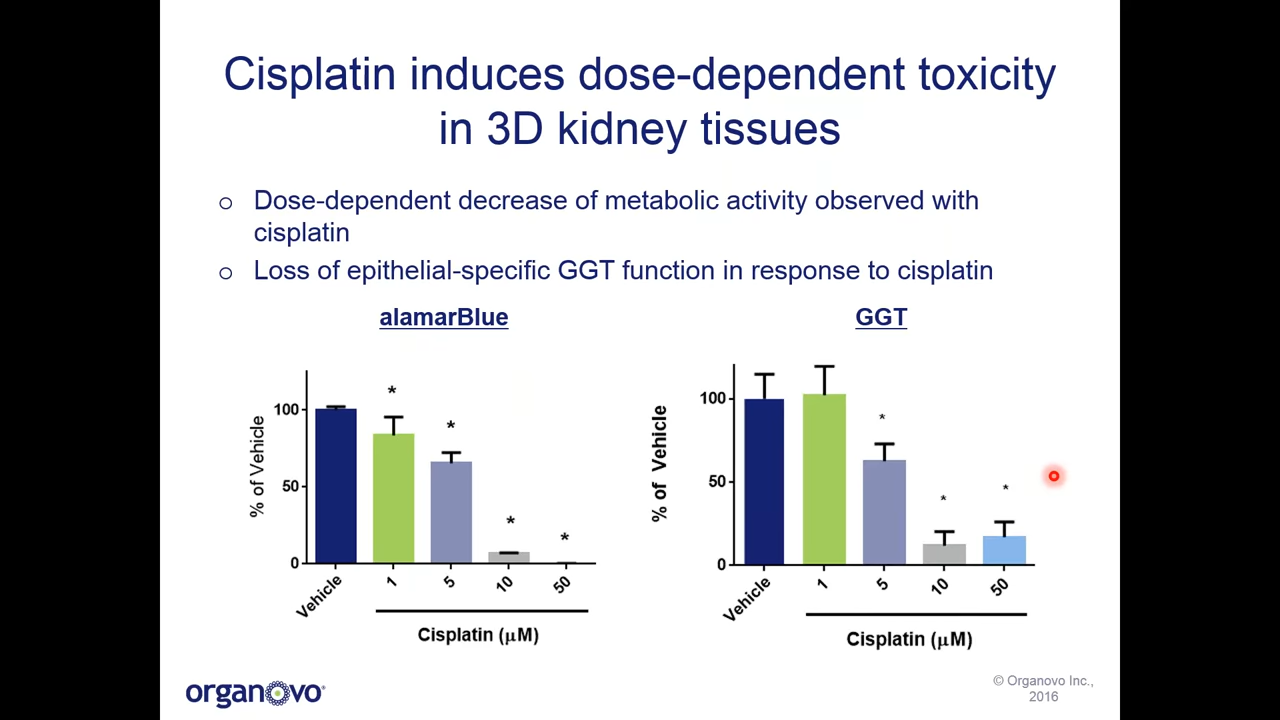 Cisplatin induces dose-dependent toxicity
in 3D kidney tissues
o Dose-dependent decrease of metabolic activity observed with
cisplatin
o Loss of epithelial-specific GGT function in response to cisplatin
alamarBlue
% of Vehicle
100
50
0
*
*
*
*
Vehicle
1
5
10
50
Cisplatin (μM)
GGT
% of Vehicle
100
50
0
*
*
*
Vehicle
1
5
10
50
Cisplatin (μM)
organovo®
© Organovo Inc.,
2016